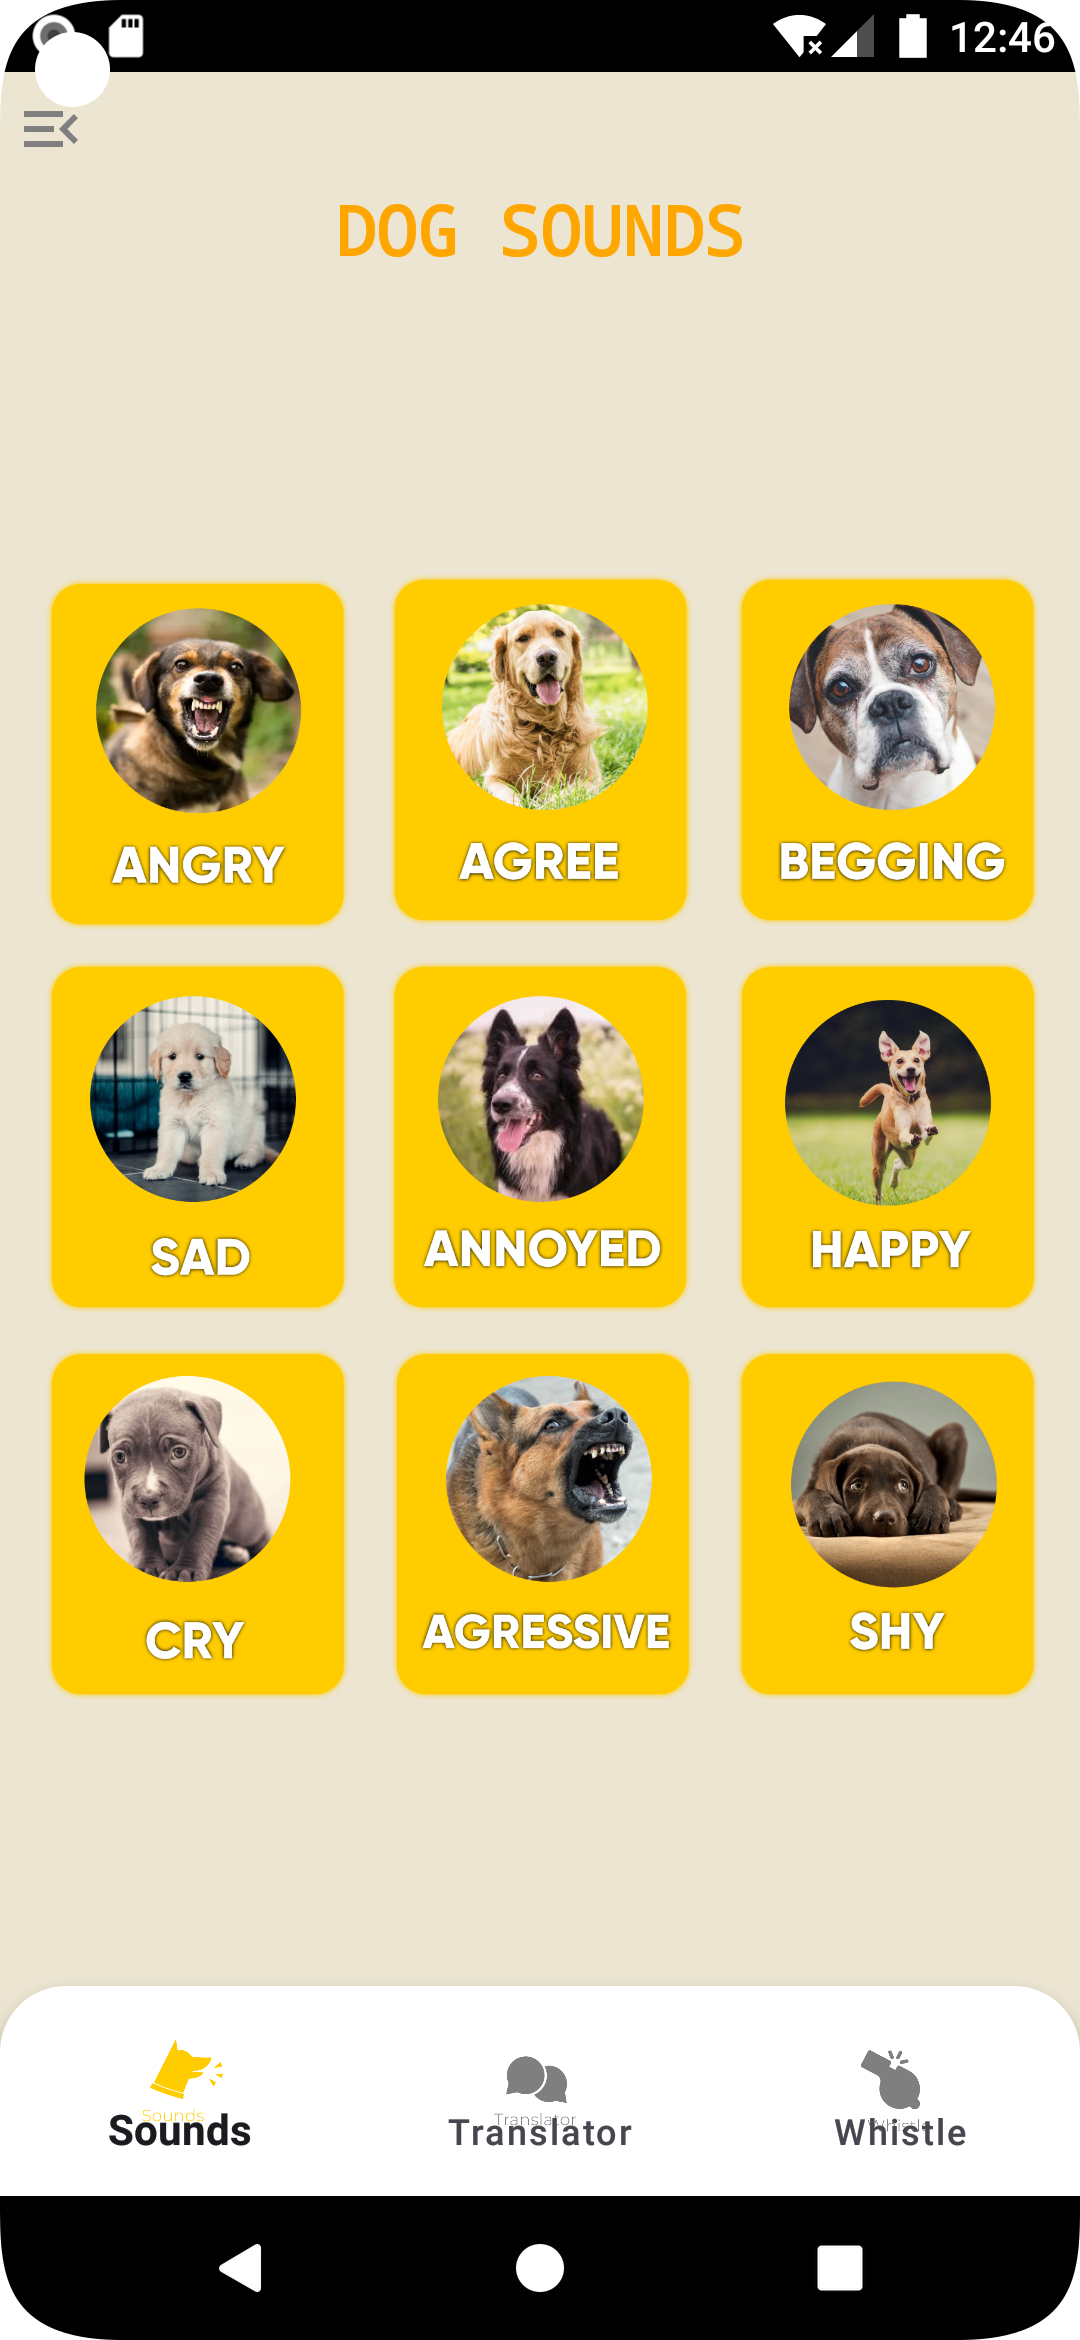 12:46
DOG SOUNDS
ANGRY
AGREE
BEGGING
SAD
ANNOYED
HAPPY
CRY
AGRESSIVE
SHY
Sounds
Translator
Whistle
Sounds
Translator
Whistle